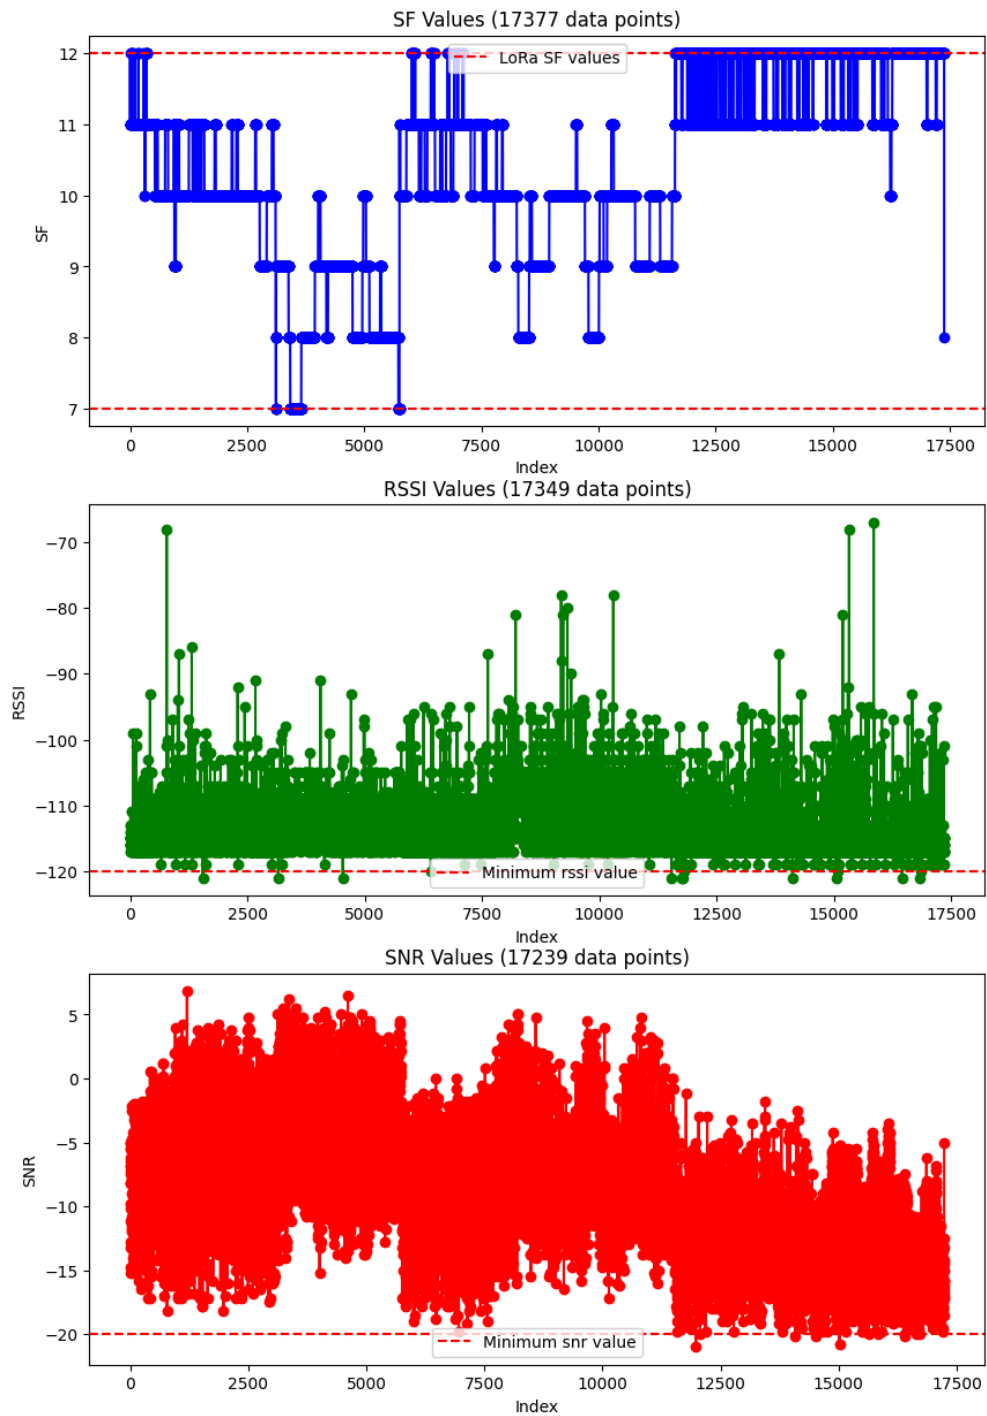 SF Values (17377 data points)
12
11
10
9
8
7
SF
LoRa SF values
0 2500 5000 7500 10000 12500 15000 17500
Index
RSSI Values (17349 data points)
−70
−80
−90
−100
−110
−120
RSSI
Minimum rssi value
0 2500 5000 7500 10000 12500 15000 17500
Index
SNR Values (17239 data points)
5
0
−5
−10
−15
−20
SNR
Minimum snr value
0 2500 5000 7500 10000 12500 15000 17500
Index